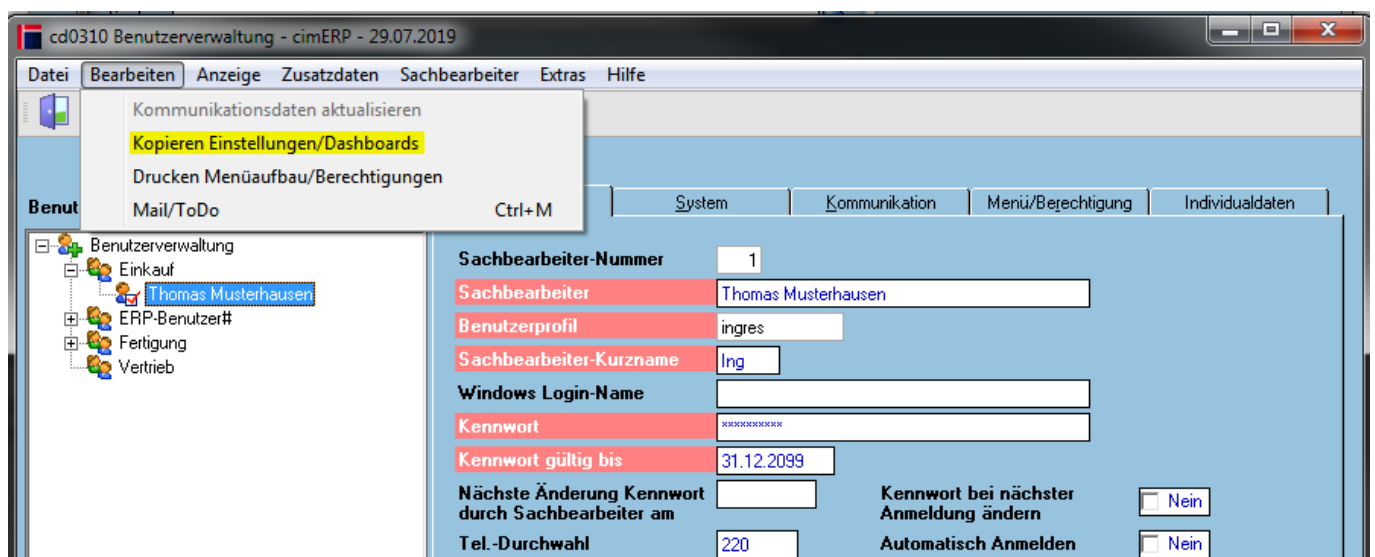 cd0310 Benutzerverwaltung - cimERP - 29.07.2019
Datei Bearbeiten Anzeige Zusatzdaten Sachbearbeiter Extras Hilfe
Kommunikationsdaten aktualisieren
Kopieren Einstellungen/Dashboards
Drucken Menüaufbau/Berechtigungen
Mail/ToDo Ctrl+M
Benut
System Kommunikation Menü/Berechtigung Individualdaten
Benutzerverwaltung
Einkauf
Thomas Musterhausen
ERP-Benutzer#
Fertigung
Vertrieb
Sachbearbeiter-Nummer 1
Sachbearbeiter Thomas Musterhausen
Benutzerprofil ingres
Sachbearbeiter-Kurzname Ing
Windows Login-Name
Kennwort **********
Kennwort gültig bis 31.12.2099
Nächste Änderung Kennwort durch Sachbearbeiter am
Kennwort bei nächster Anmeldung ändern Nein
Tel.-Durchwahl 220
Automatisch Anmelden Nein